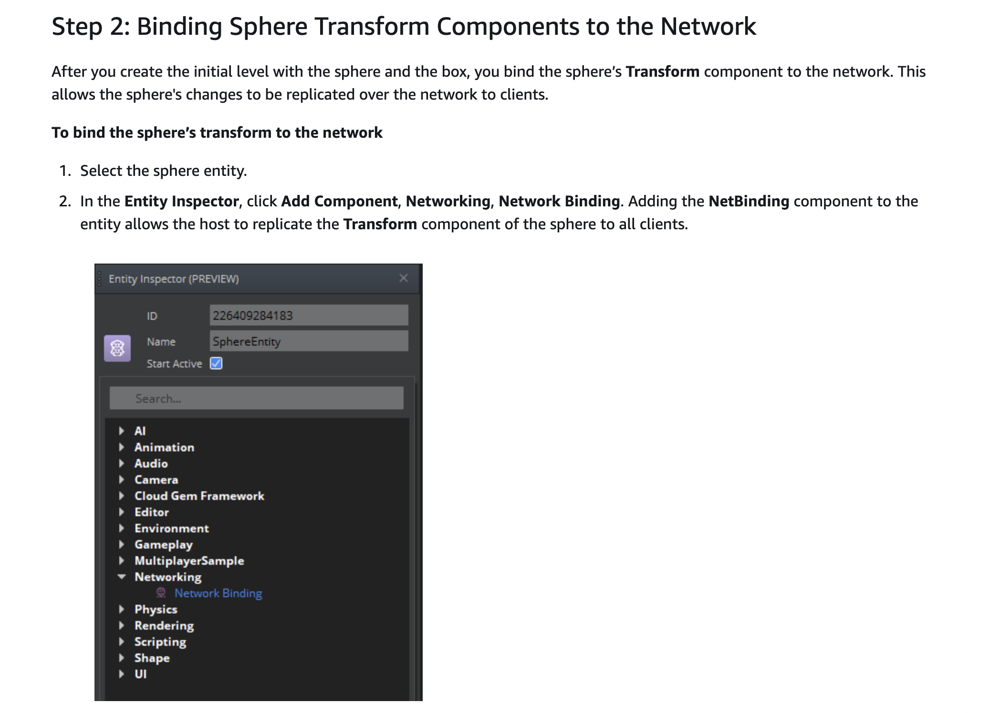 Step 2: Binding Sphere Transform Components to the Network
After you create the initial level with the sphere and the box, you bind the sphere’s Transform component to the network. This
allows the sphere's changes to be replicated over the network to clients.
To bind the sphere’s transform to the network
1. Select the sphere entity.
2. In the Entity Inspector, click Add Component, Networking, Network Binding. Adding the NetBinding component to the
entity allows the host to replicate the Transform component of the sphere to all clients.
Entity Inspector (PREVIEW)
ID 226409284183
Name SphereEntity
Start Active
Search...
AI
Animation
Audio
Camera
Cloud Gem Framework
Editor
Environment
Gameplay
MultiplayerSample
Networking
Network Binding
Physics
Rendering
Scripting
Shape
UI